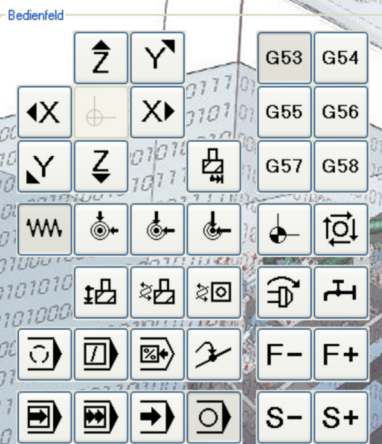 Bedienfeld
Z Y G53 G54
X X G55 G56
Y Z G57 G58
%
F- F+
S- S+